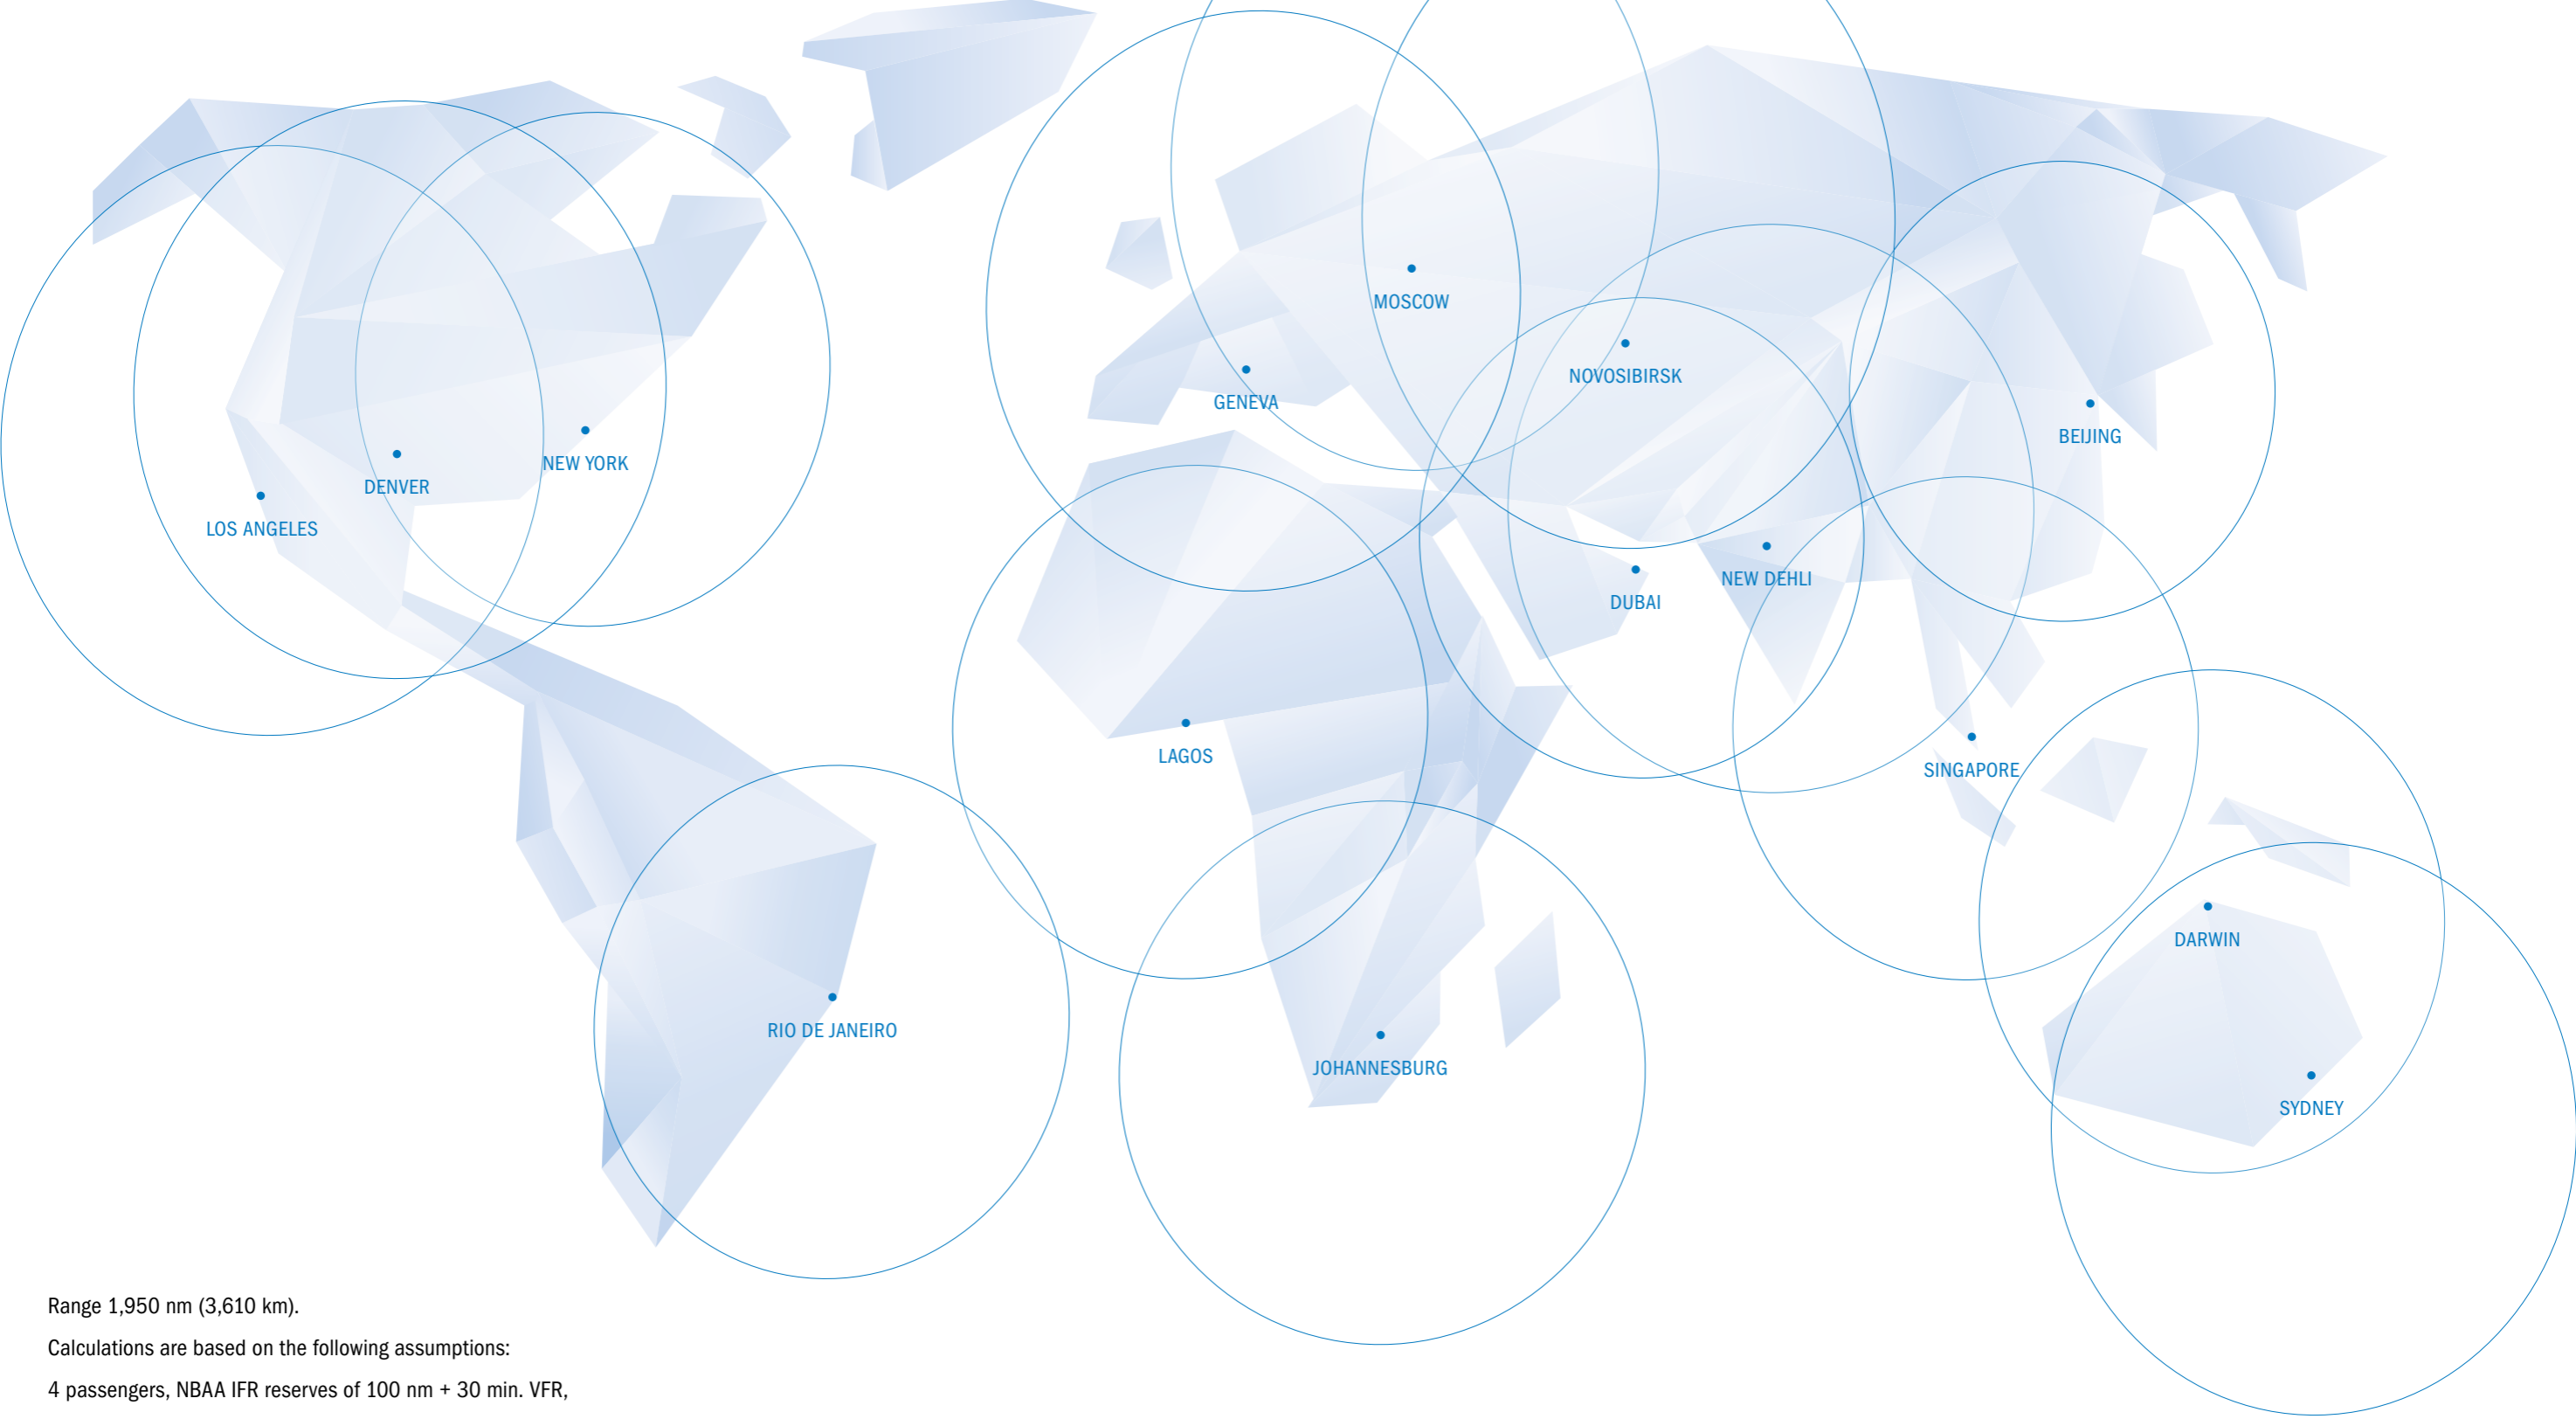 MOSCOW
NOVOSIBIRSK
GENEVA
BEIJING
NEW YORK
DENVER
LOS ANGELES
NEW DEHLI
DUBAI
LAGOS
SINGAPORE
DARWIN
RIO DE JANEIRO
JOHANNESBURG
SYDNEY
Range 1,950 nm (3,610 km).
Calculations are based on the following assumptions:
4 passengers, NBAA IFR reserves of 100 nm + 30 min. VFR,